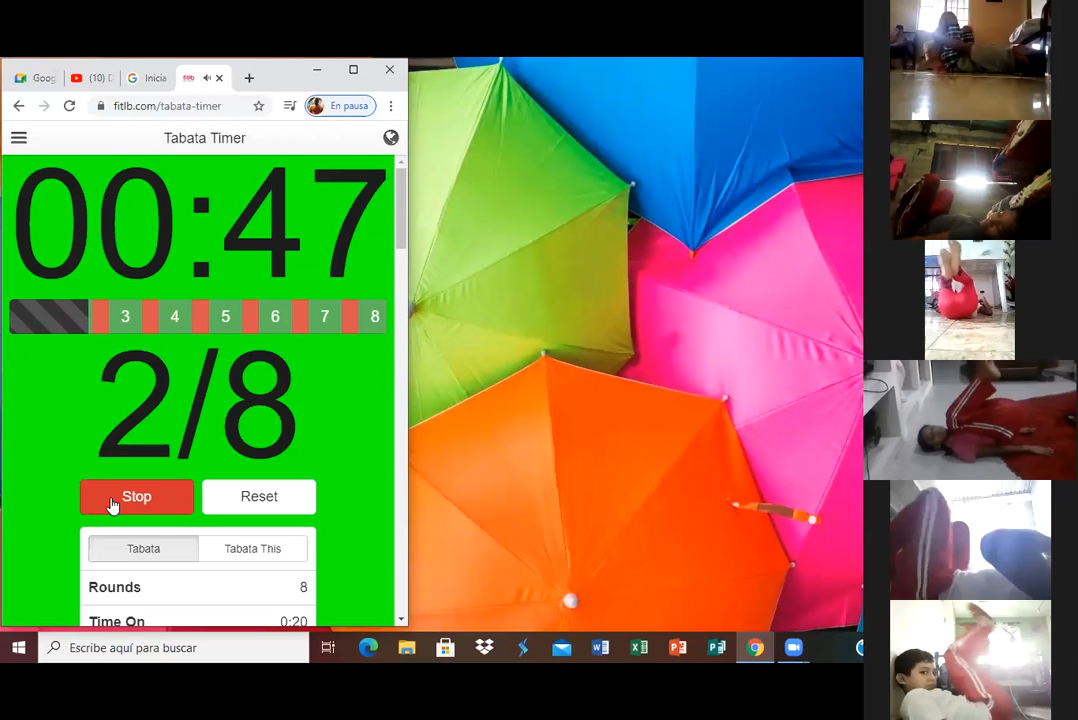 Goog
(10) D
Inicia
fitlb.com/tabata-timer
En pausa
Tabata Timer
00:47
3 4 5 6 7 8
2/8
Stop Reset
Tabata Tabata This
Rounds 8
Time On 0:20
Escribe aquí para buscar